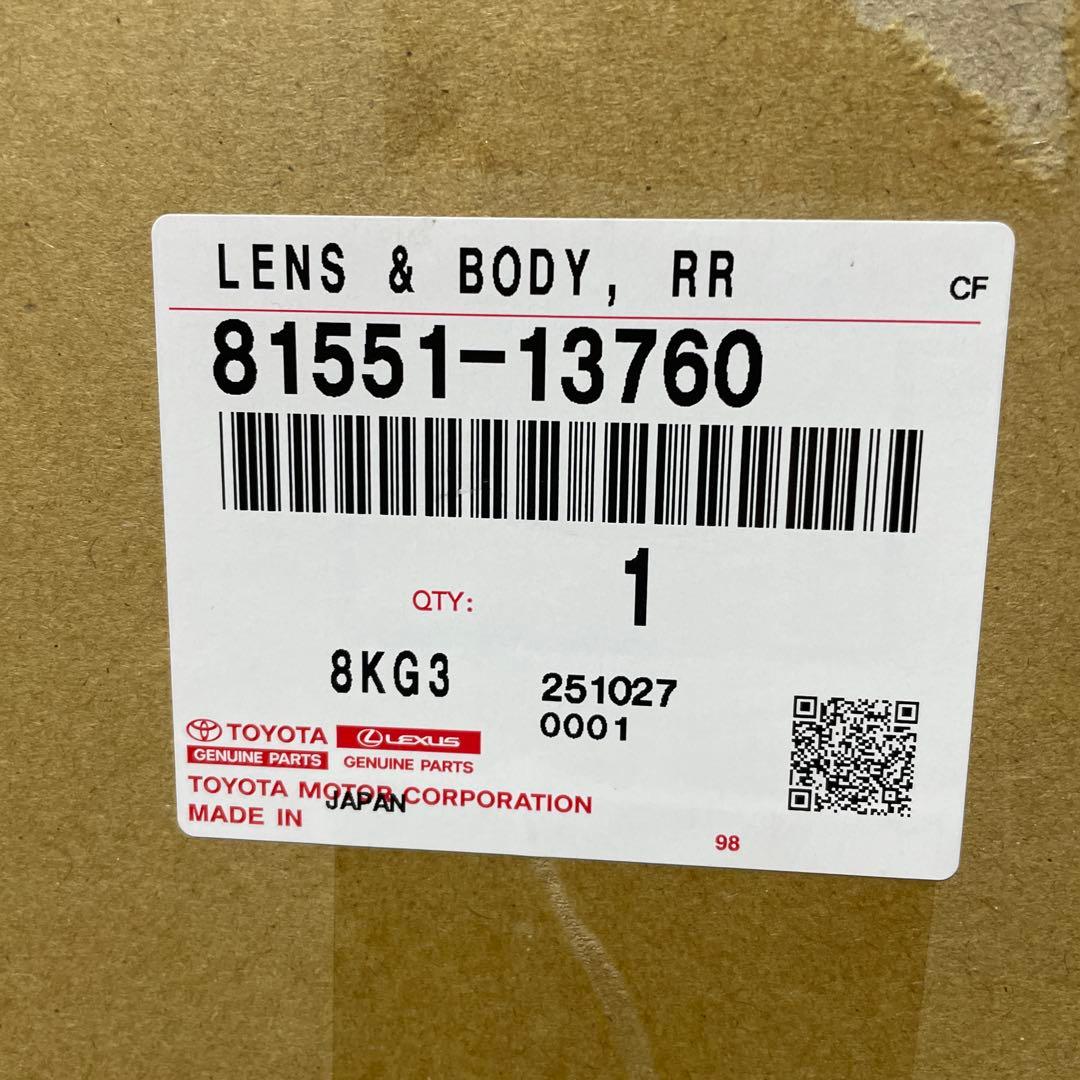 LENS & BODY, RR
CF
81551-13760
QTY: 1
8KG3
251027
0001
TOYOTA
GENUINE PARTS
LEXUS
GENUINE PARTS
TOYOTA MOTOR CORPORATION
MADE IN JAPAN
98